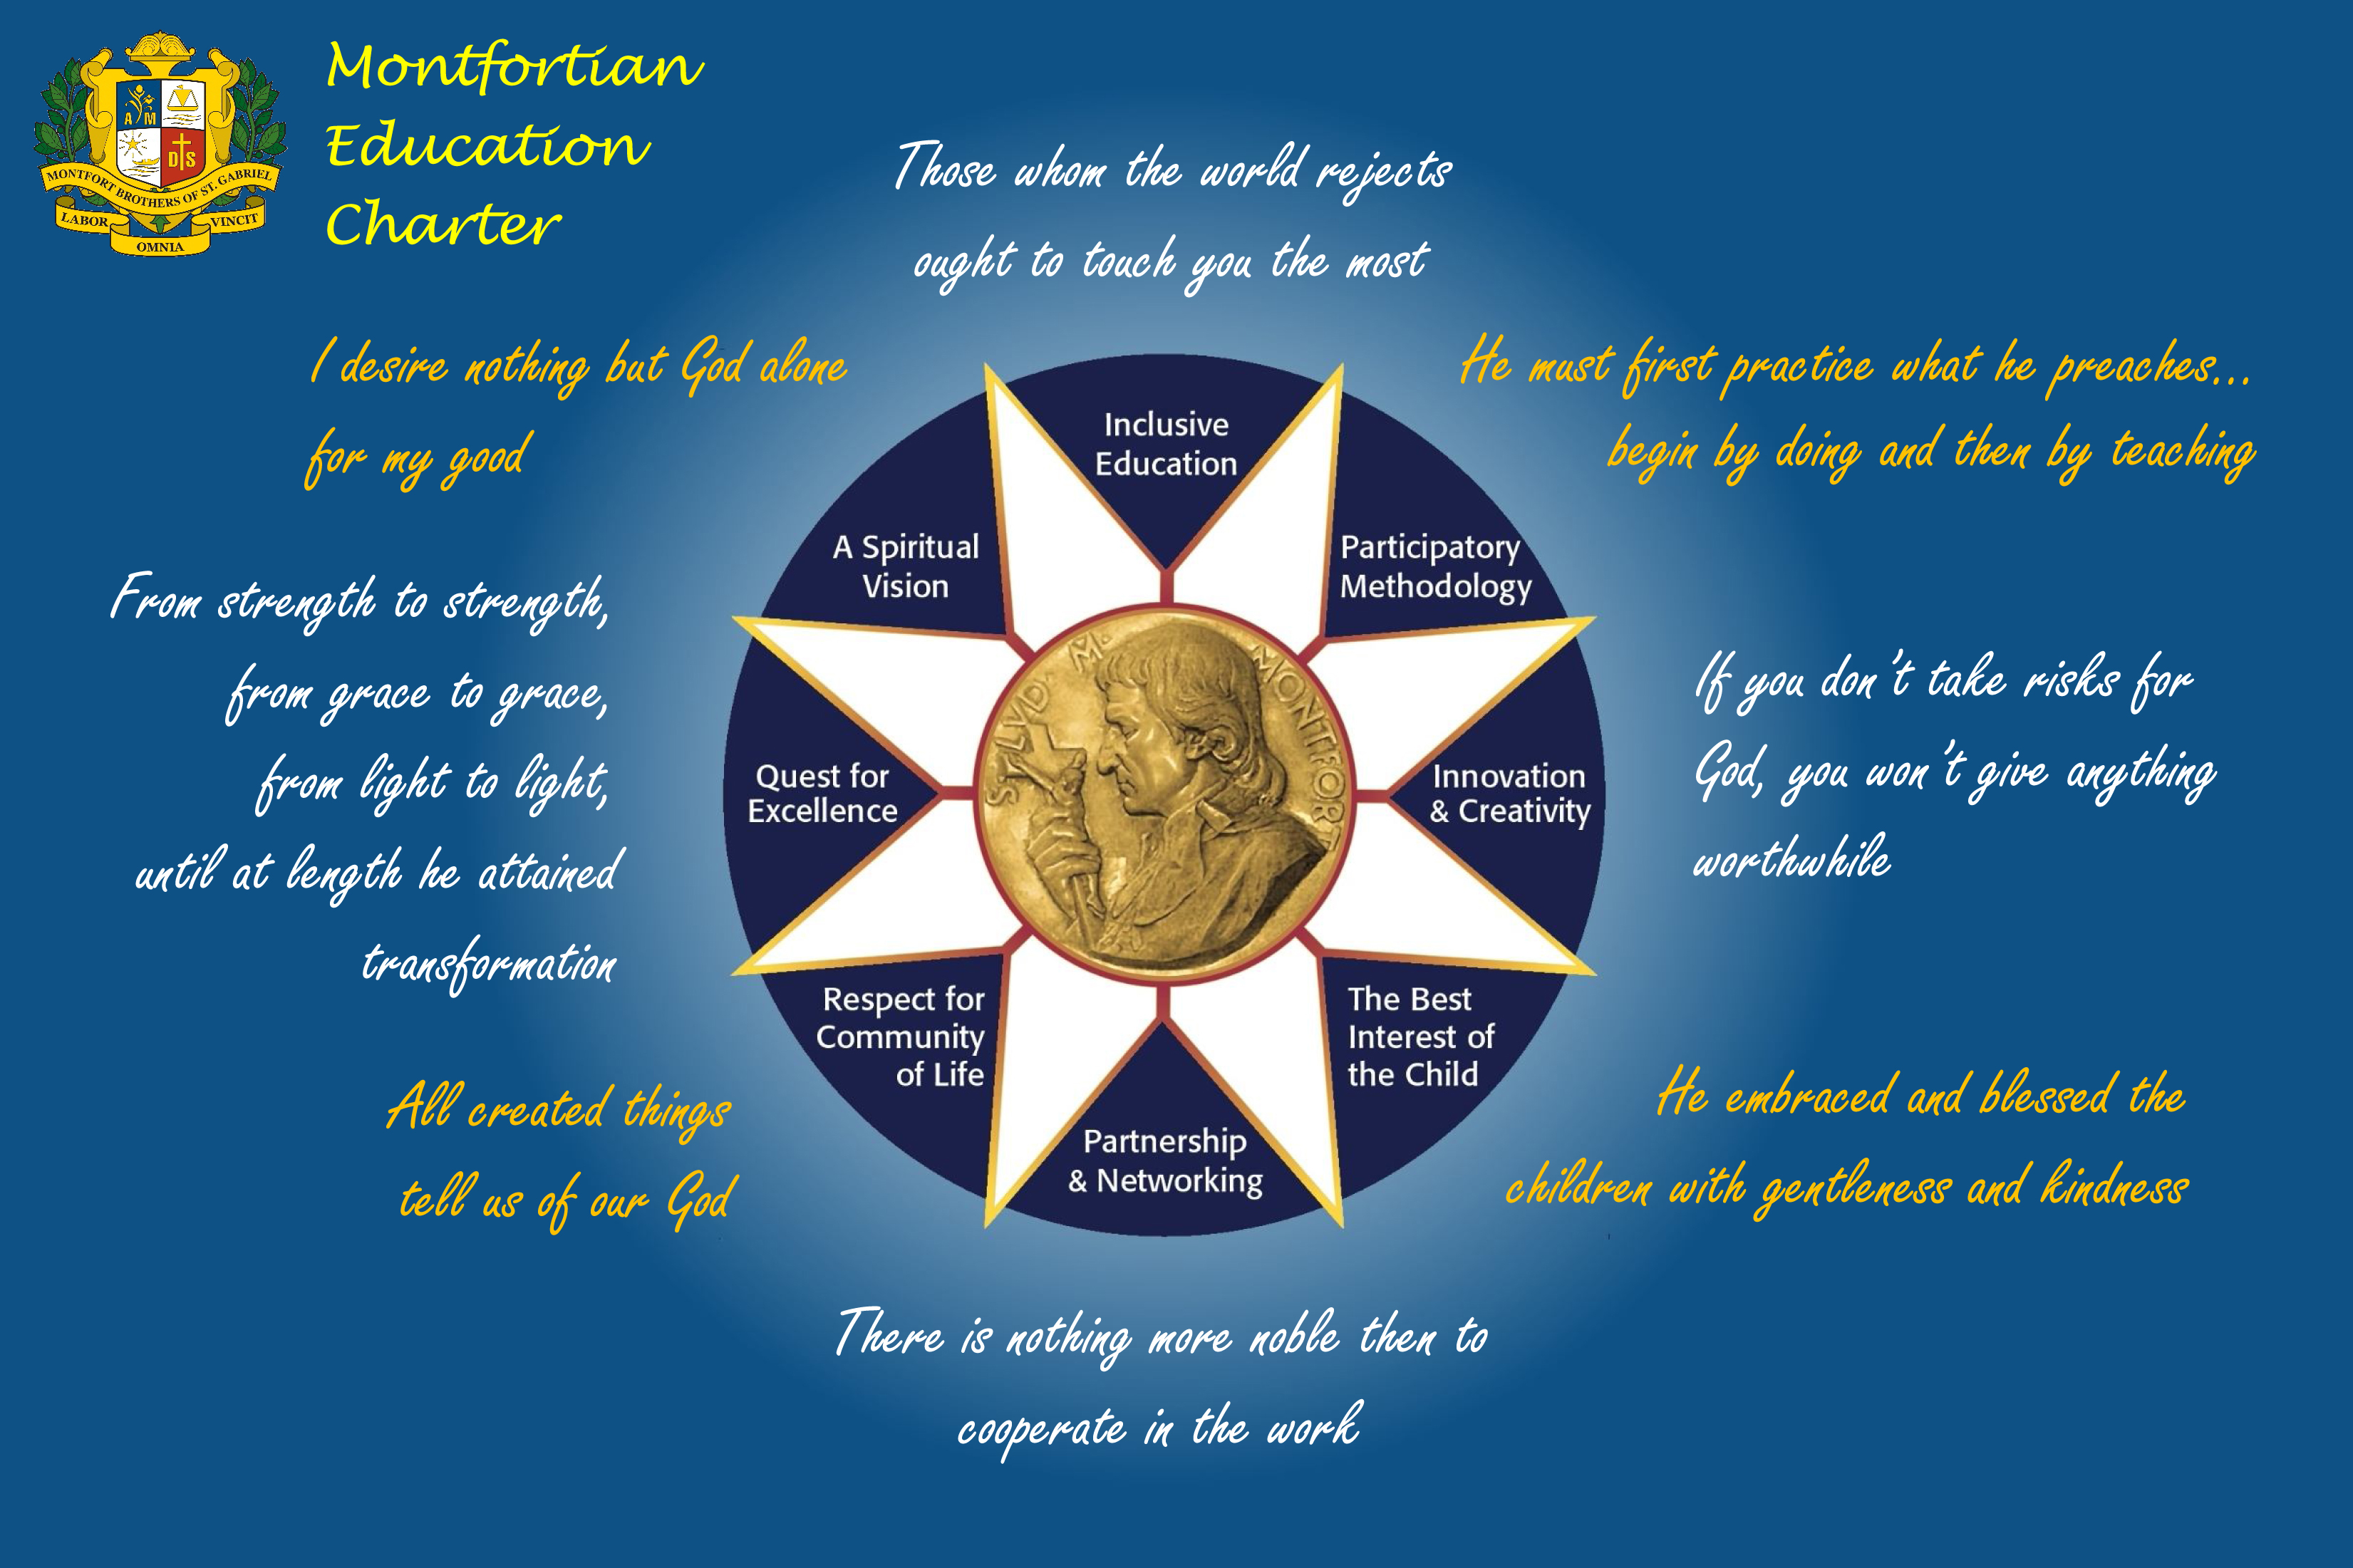 Montfortian
Education
Charter
A M
D S
MONTFORT BROTHERS OF ST. GABRIEL
LABOR
OMNIA
VINCIT
Those whom the world rejects
ought to touch you the most
I desire nothing but God alone
for my good
He must first practice what he preaches...
begin by doing and then by teaching
From strength to strength,
from grace to grace,
from light to light,
until at length he attained
transformation
If you don't take risks for
God, you won't give anything
worthwhile
All created things
tell us of our God
He embraced and blessed the
children with gentleness and kindness
There is nothing more noble then to
cooperate in the work
Inclusive
Education
Participatory
Methodology
Innovation
& Creativity
The Best
Interest of
the Child
Partnership
& Networking
Respect for
Community
of Life
Quest for
Excellence
A Spiritual
Vision
ST LVD. M. MONTFORT